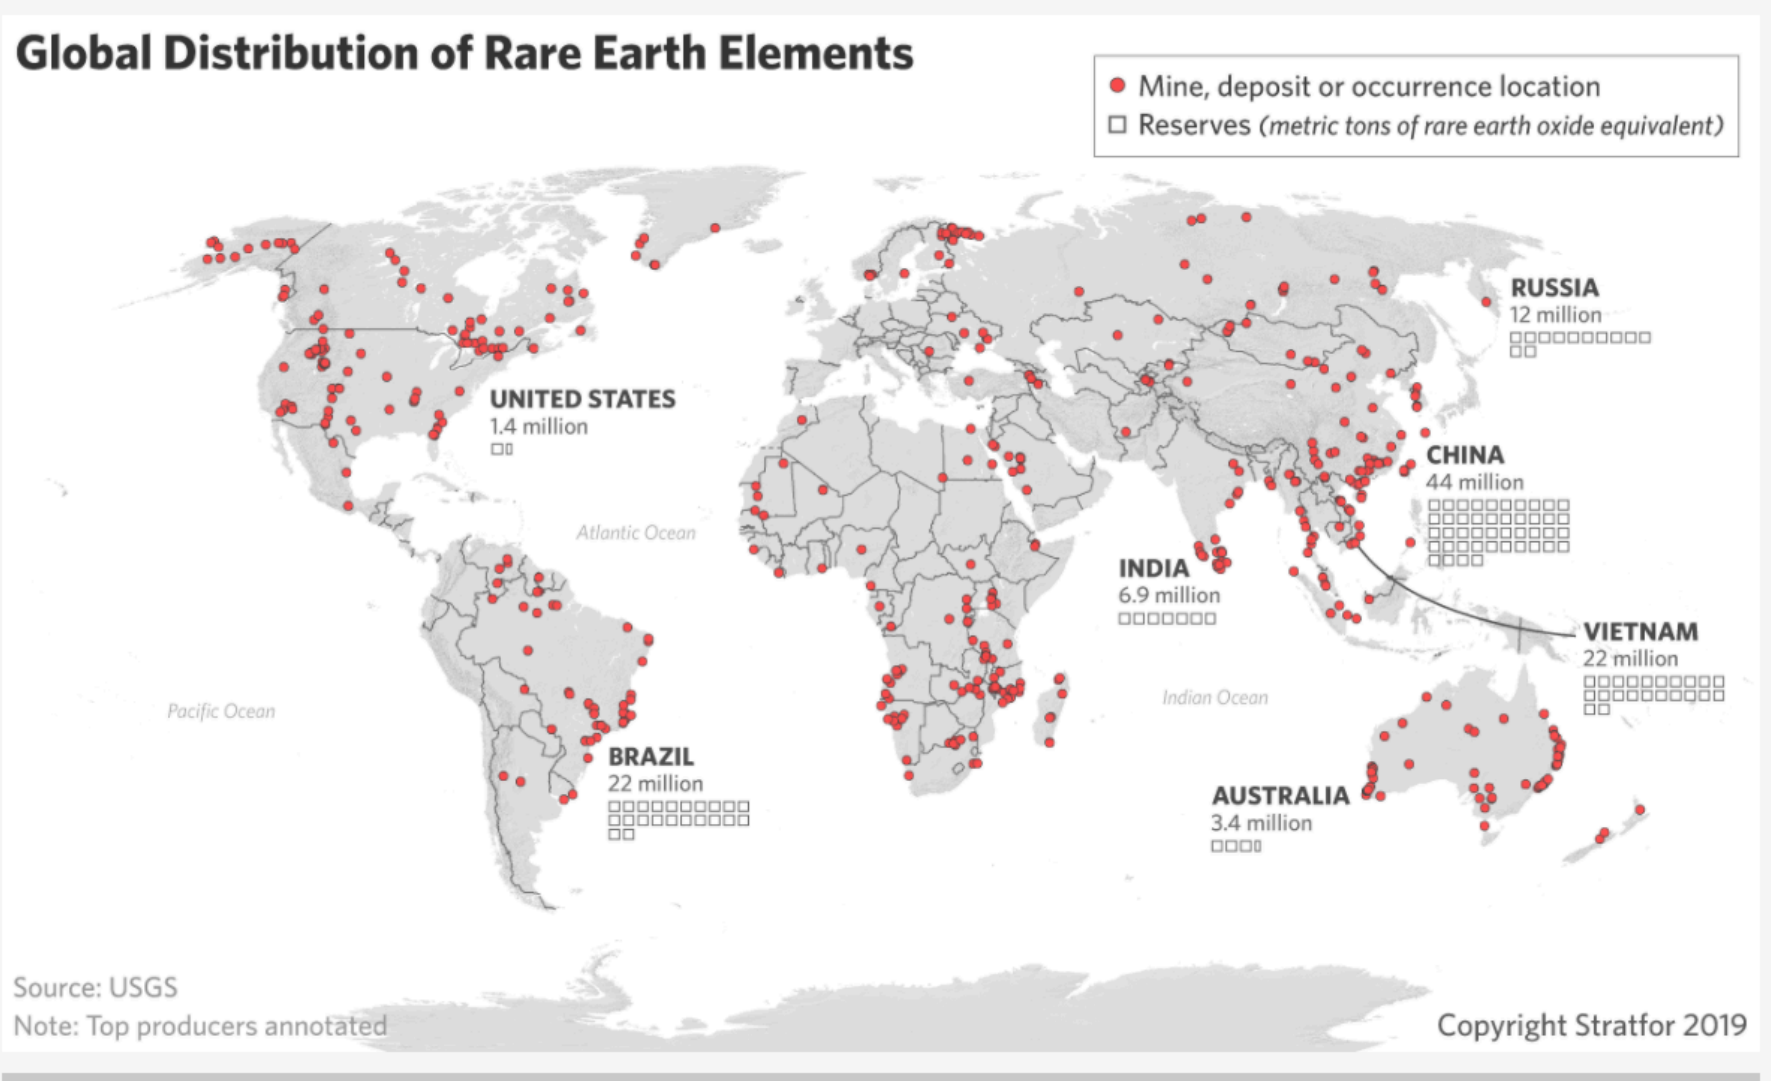 Global Distribution of Rare Earth Elements
Mine, deposit or occurrence location
Reserves (metric tons of rare earth oxide equivalent)
RUSSIA
12 million
UNITED STATES
1.4 million
CHINA
44 million
Atlantic Ocean
INDIA
6.9 million
VIETNAM
22 million
Pacific Ocean
Indian Ocean
BRAZIL
22 million
AUSTRALIA
3.4 million
Source: USGS
Note: Top producers annotated
Copyright Stratfor 2019